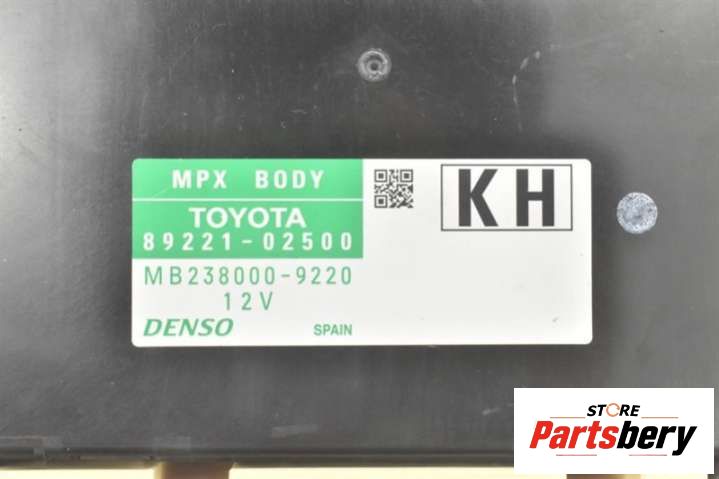 MPX BODY
KH
TOYOTA
89221-02500
MB238000-9220
12V
DENSO SPAIN
STORE
Partsbery